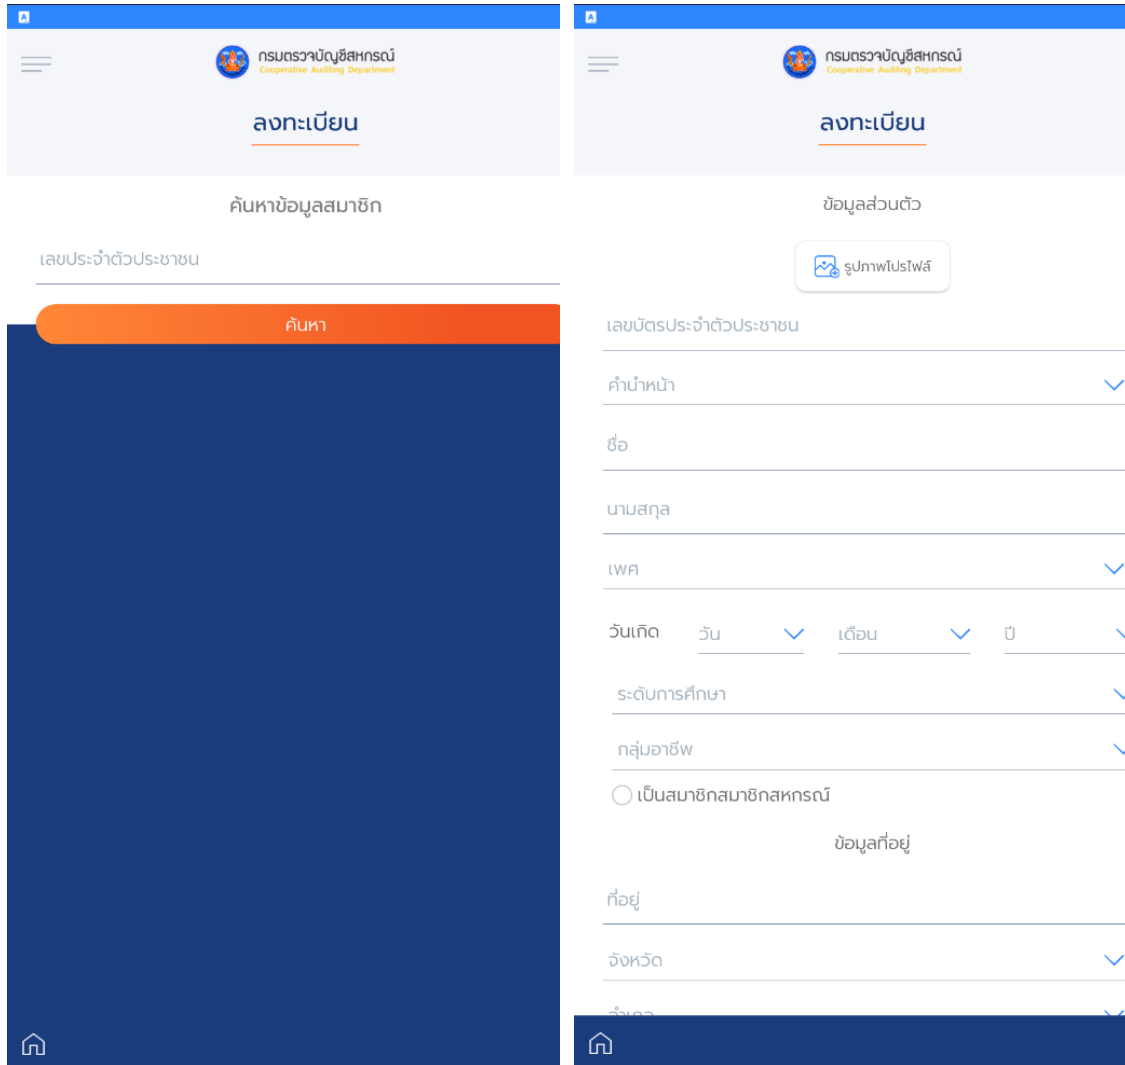 A
กรมตรวจบัญชีสหกรณ์
Cooperative Auditing Department
ลงทะเบียน
ค้นหาข้อมูลสมาชิก
เลขประจำตัวประชาชน
ค้นหา
A
กรมตรวจบัญชีสหกรณ์
Cooperative Auditing Department
ลงทะเบียน
ข้อมูลส่วนตัว
รูปภาพโปรไฟล์
เลขบัตรประจำตัวประชาชน
คำนำหน้า
ชื่อ
นามสกุล
เพศ
วันเกิด วัน เดือน ปี
ระดับการศึกษา
กลุ่มอาชีพ
เป็นสมาชิกสมาชิกสหกรณ์
ข้อมูลที่อยู่
ที่อยู่
จังหวัด
อำเภอ